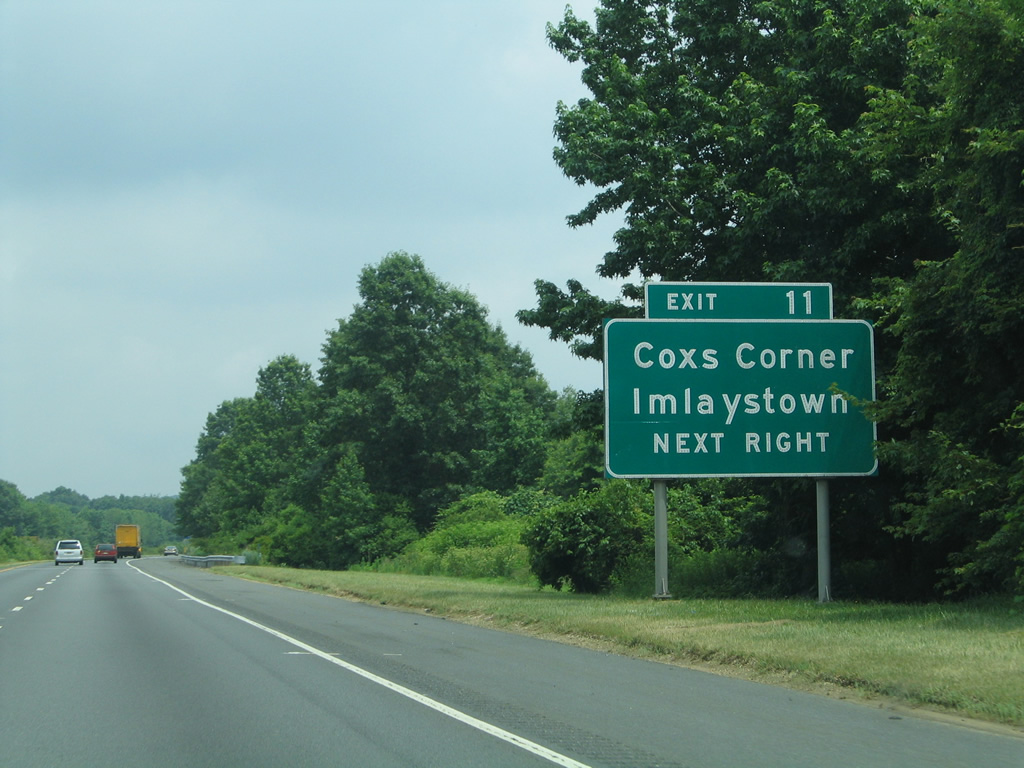 EXIT 11
Coxs Corner
Imlaystown
NEXT RIGHT